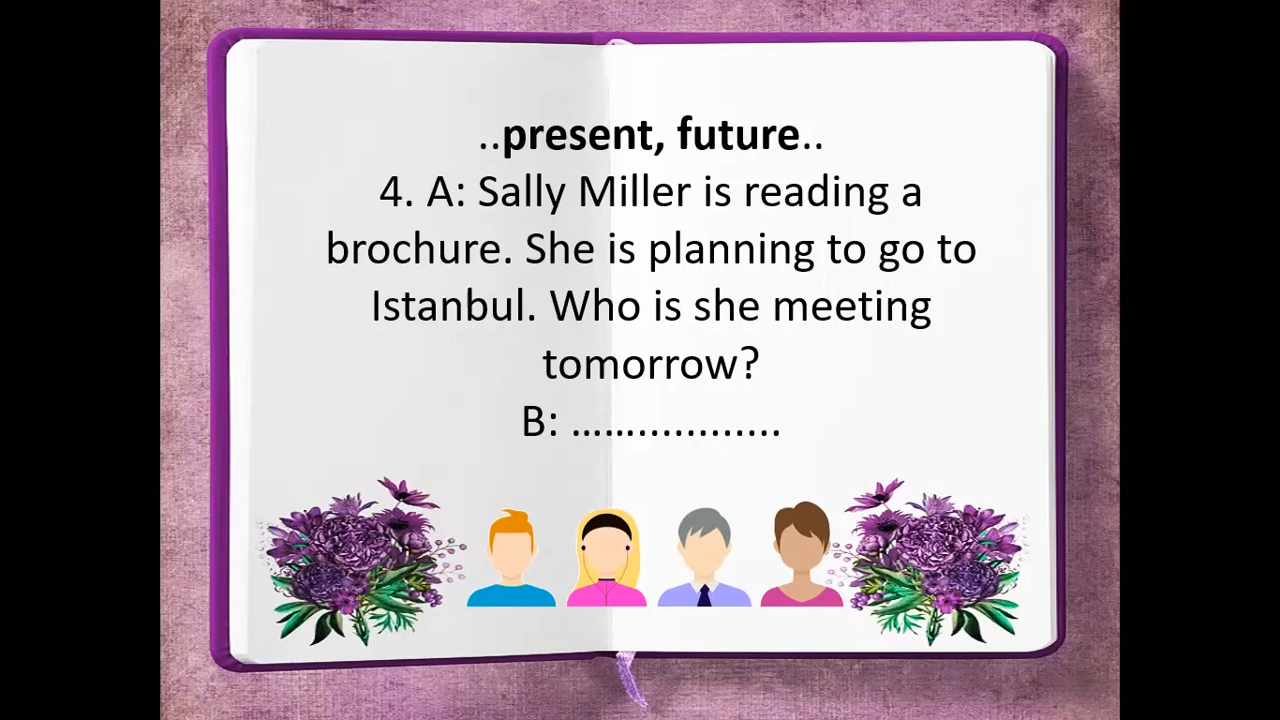 ..present, future..
4. A: Sally Miller is reading a
brochure. She is planning to go to
Istanbul. Who is she meeting
tomorrow?
B: ……............